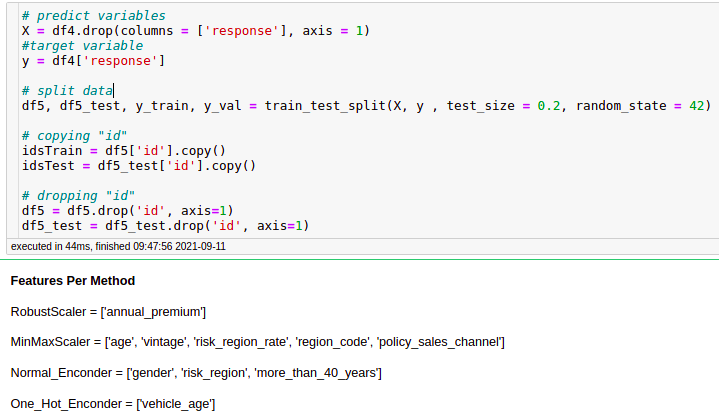 # predict variables
X = df4.drop(columns = ['response'], axis = 1)
#target variable
y = df4['response']
# split data
df5, df5_test, y_train, y_val = train_test_split(X, y , test_size = 0.2, random_state = 42)
# copying "id"
idsTrain = df5['id'].copy()
idsTest = df5_test['id'].copy()
# dropping "id"
df5 = df5.drop('id', axis=1)
df5_test = df5_test.drop('id', axis=1)
executed in 44ms, finished 09:47:56 2021-09-11
Features Per Method
RobustScaler = ['annual_premium']
MinMaxScaler = ['age', 'vintage', 'risk_region_rate', 'region_code', 'policy_sales_channel']
Normal_Enconder = ['gender', 'risk_region', 'more_than_40_years']
One_Hot_Enconder = ['vehicle_age']